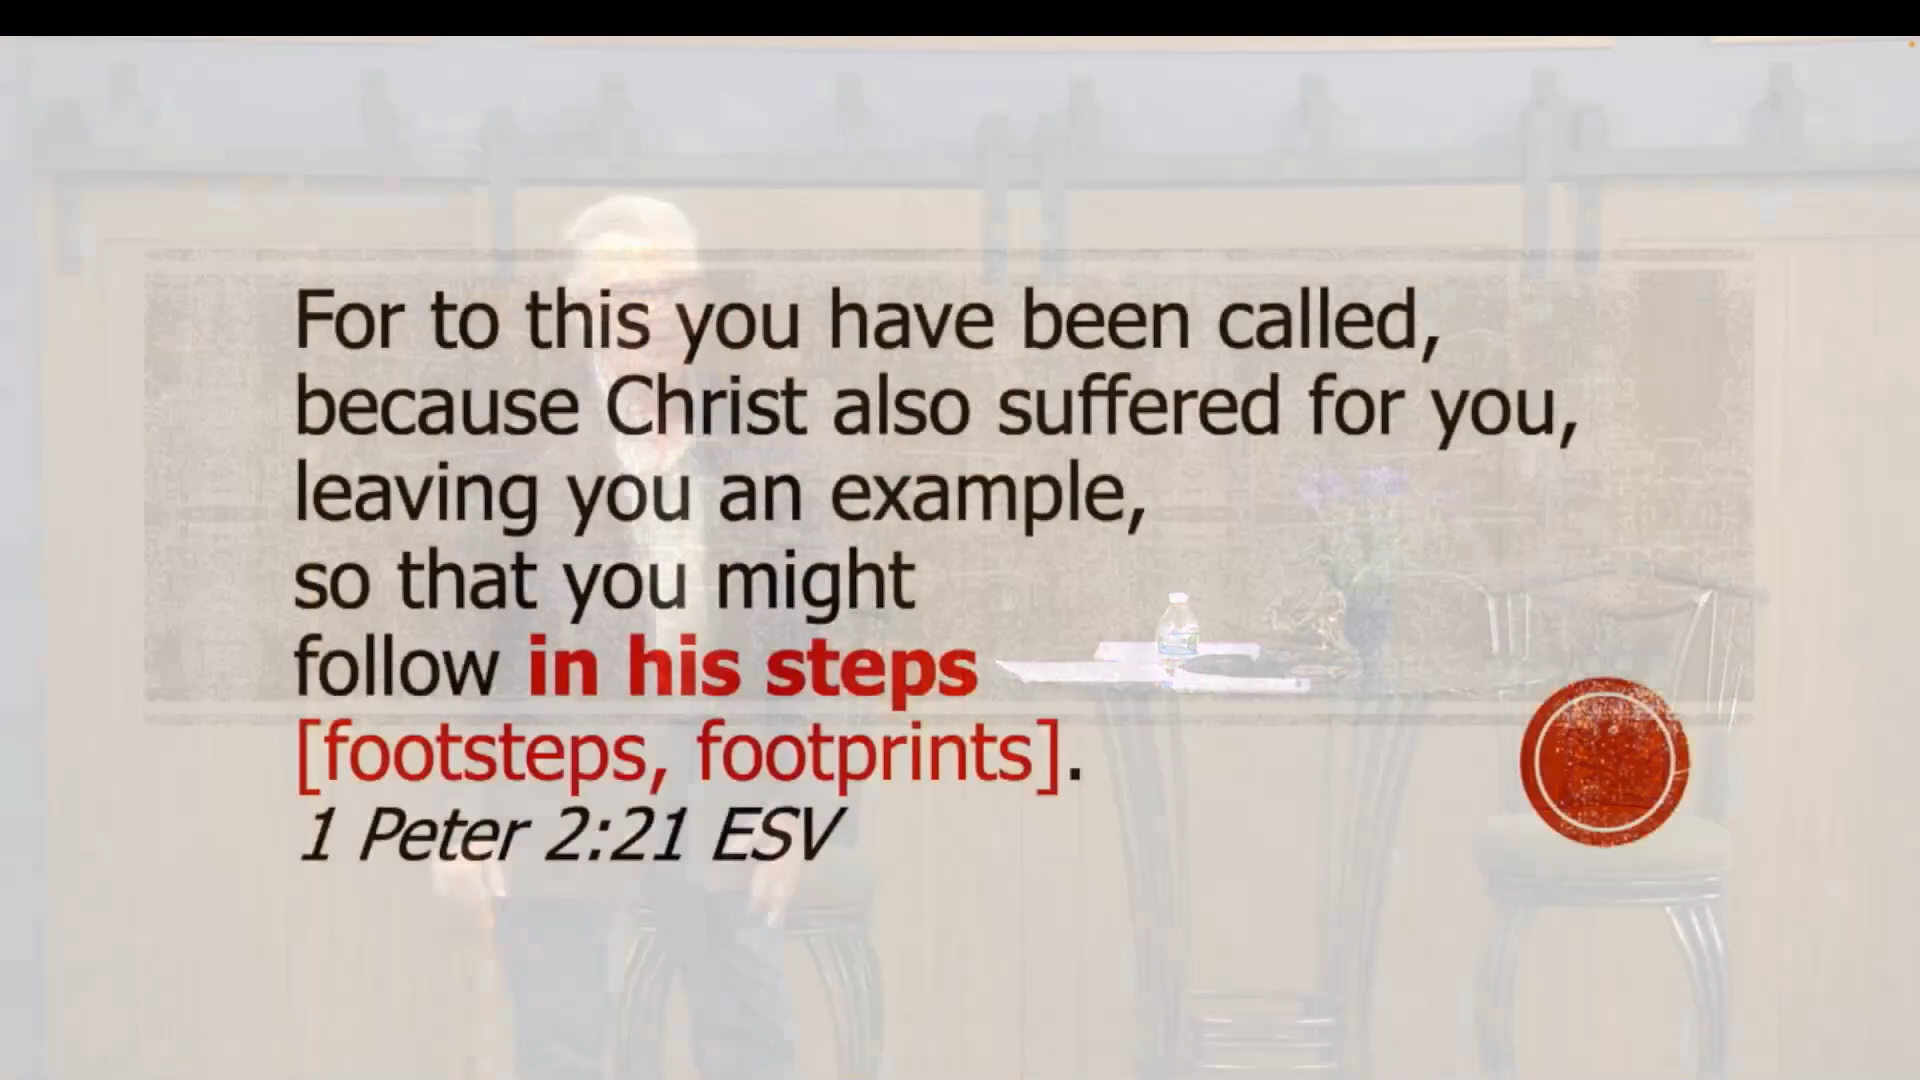 For to this you have been called,
because Christ also suffered for you,
leaving you an example,
so that you might
follow in his steps
[footsteps, footprints].
1 Peter 2:21 ESV